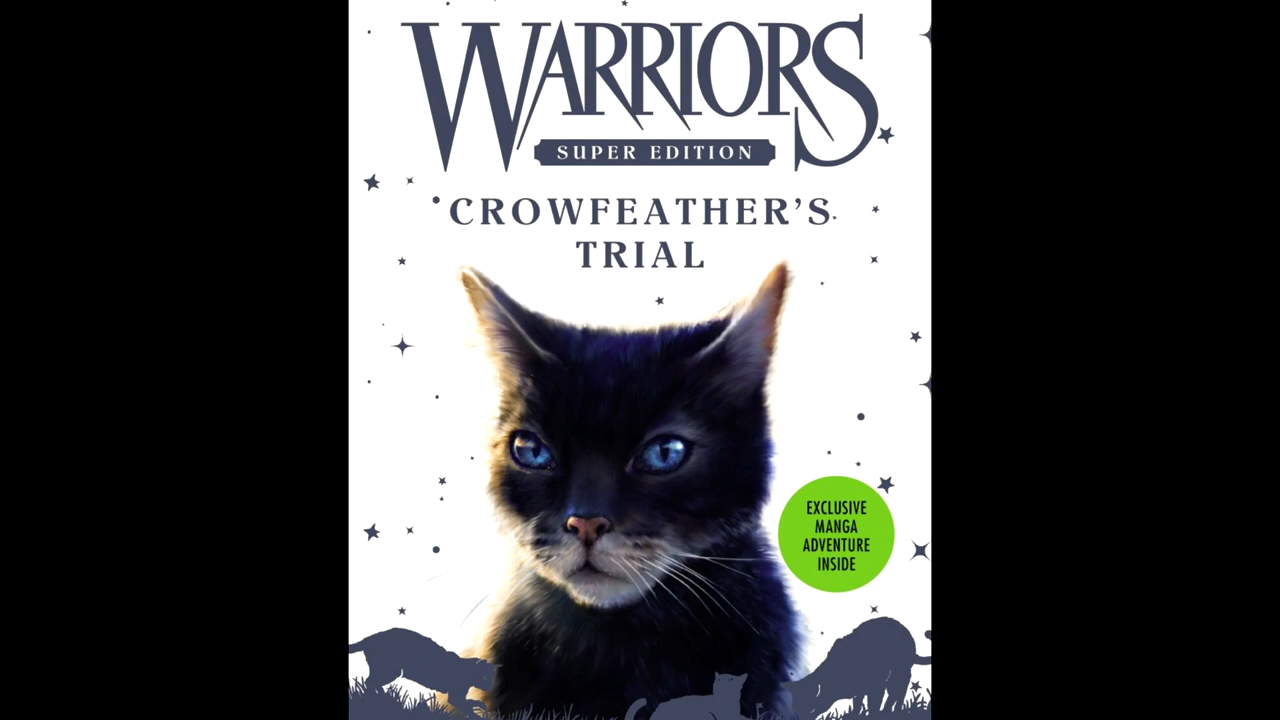 WARRIORS
SUPER EDITION
CROWFEATHER'S
TRIAL
EXCLUSIVE
MANGA
ADVENTURE
INSIDE